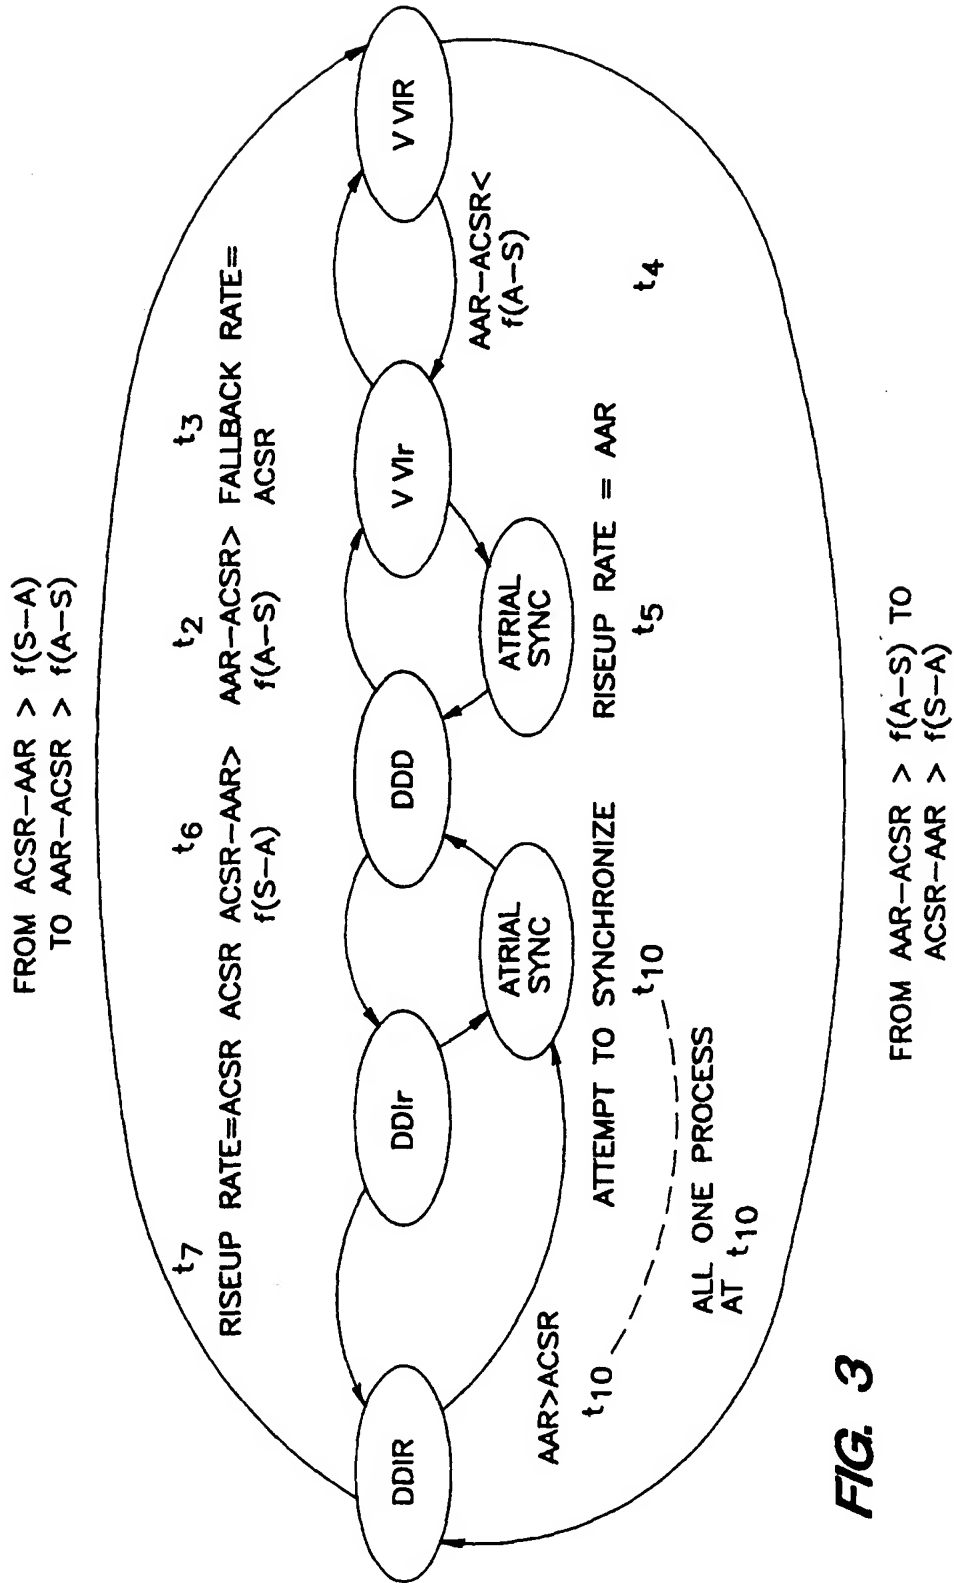 FROM ACSR–AAR > f(S–A)
TO AAR–ACSR > f(A–S)
t7
t6
t2
t3
RISEUP RATE=ACSR
ACSR–AAR>
f(S–A)
AAR–ACSR>
f(A–S)
FALLBACK RATE=
ACSR
DDIR
DDIr
DDD
V VIr
V VIR
ATRIAL
SYNC
ATRIAL
SYNC
AAR–ACSR<
f(A–S)
AAR>ACSR
t10
ATTEMPT TO SYNCHRONIZE
t10
RISEUP RATE = AAR
t5
t4
ALL ONE PROCESS
AT t10
FROM AAR–ACSR > f(A–S) TO
ACSR–AAR > f(S–A)
FIG. 3